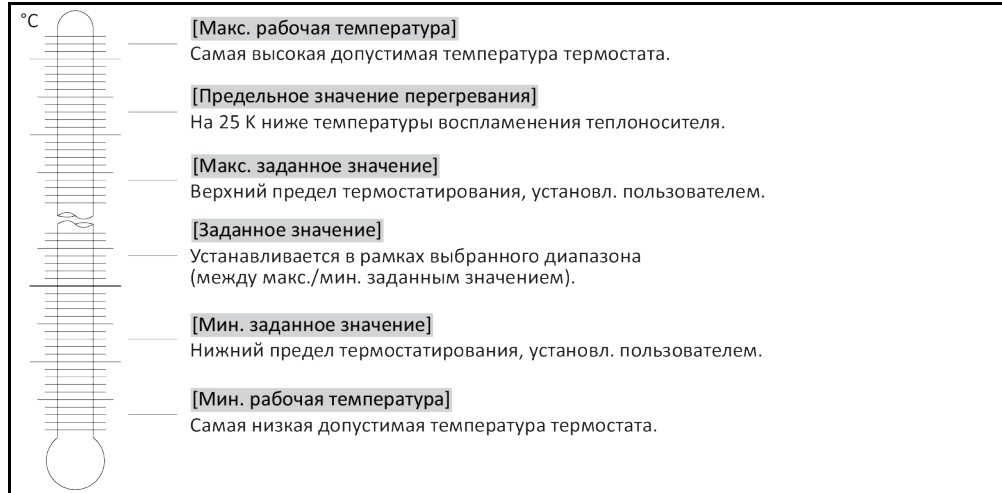 °C
[Макс. рабочая температура]
Самая высокая допустимая температура термостата.
[Предельное значение перегревания]
На 25 K ниже температуры воспламенения теплоносителя.
[Макс. заданное значение]
Верхний предел термостатирования, установл. пользователем.
[Заданное значение]
Устанавливается в рамках выбранного диапазона
(между макс./мин. заданным значением).
[Мин. заданное значение]
Нижний предел термостатирования, установл. пользователем.
[Мин. рабочая температура]
Самая низкая допустимая температура термостата.